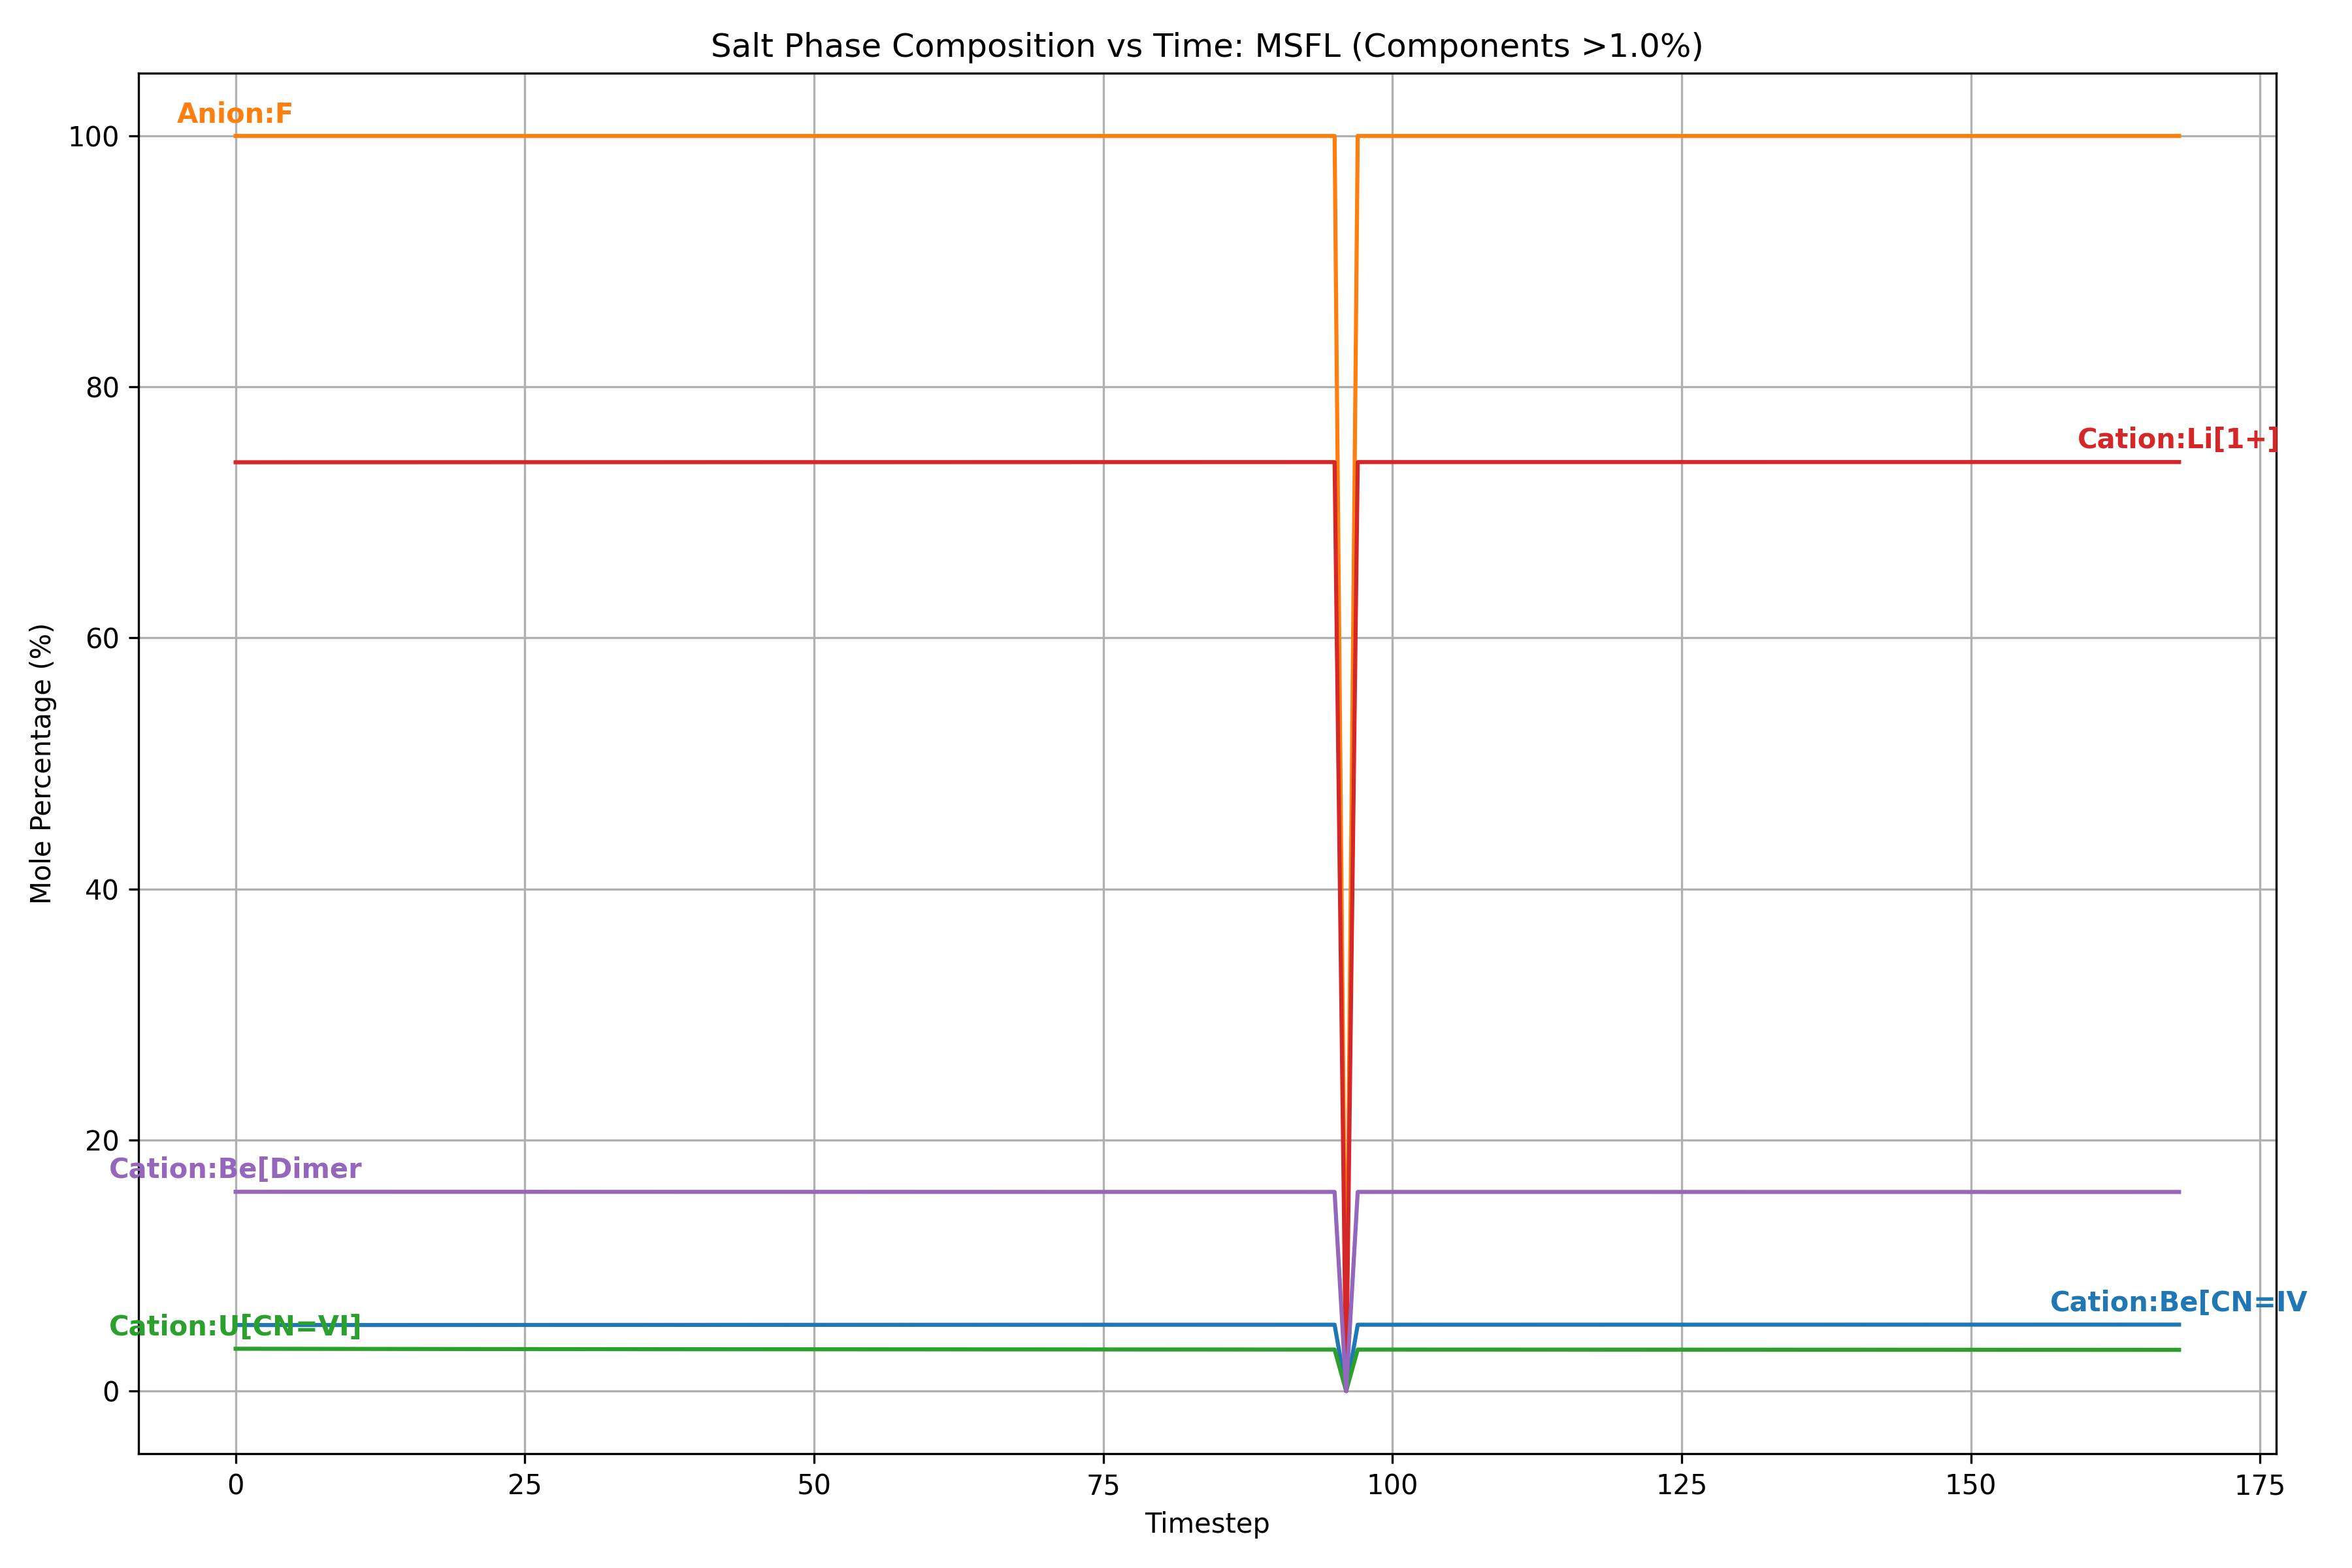 Salt Phase Composition vs Time: MSFL (Components >1.0%)
Anion:F
100
80
Cation:Li[1+]
60
Mole Percentage (%)
40
20
Cation:Be[Dimer
Cation:Be[CN=IV
Cation:U[CN=VI]
0
0 25 50 75 100 125 150 175
Timestep